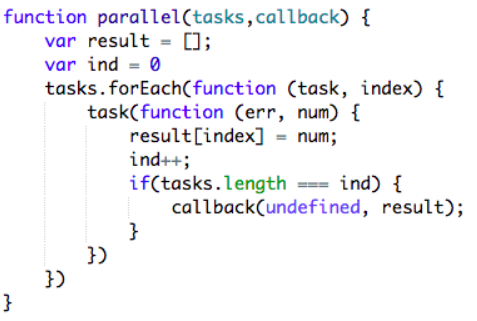 function parallel(tasks,callback) {
    var result = [];
    var ind = 0
    tasks.forEach(function (task, index) {
        task(function (err, num) {
            result[index] = num;
            ind++;
            if(tasks.length === ind) {
                callback(undefined, result);
            }
        })
    })
}